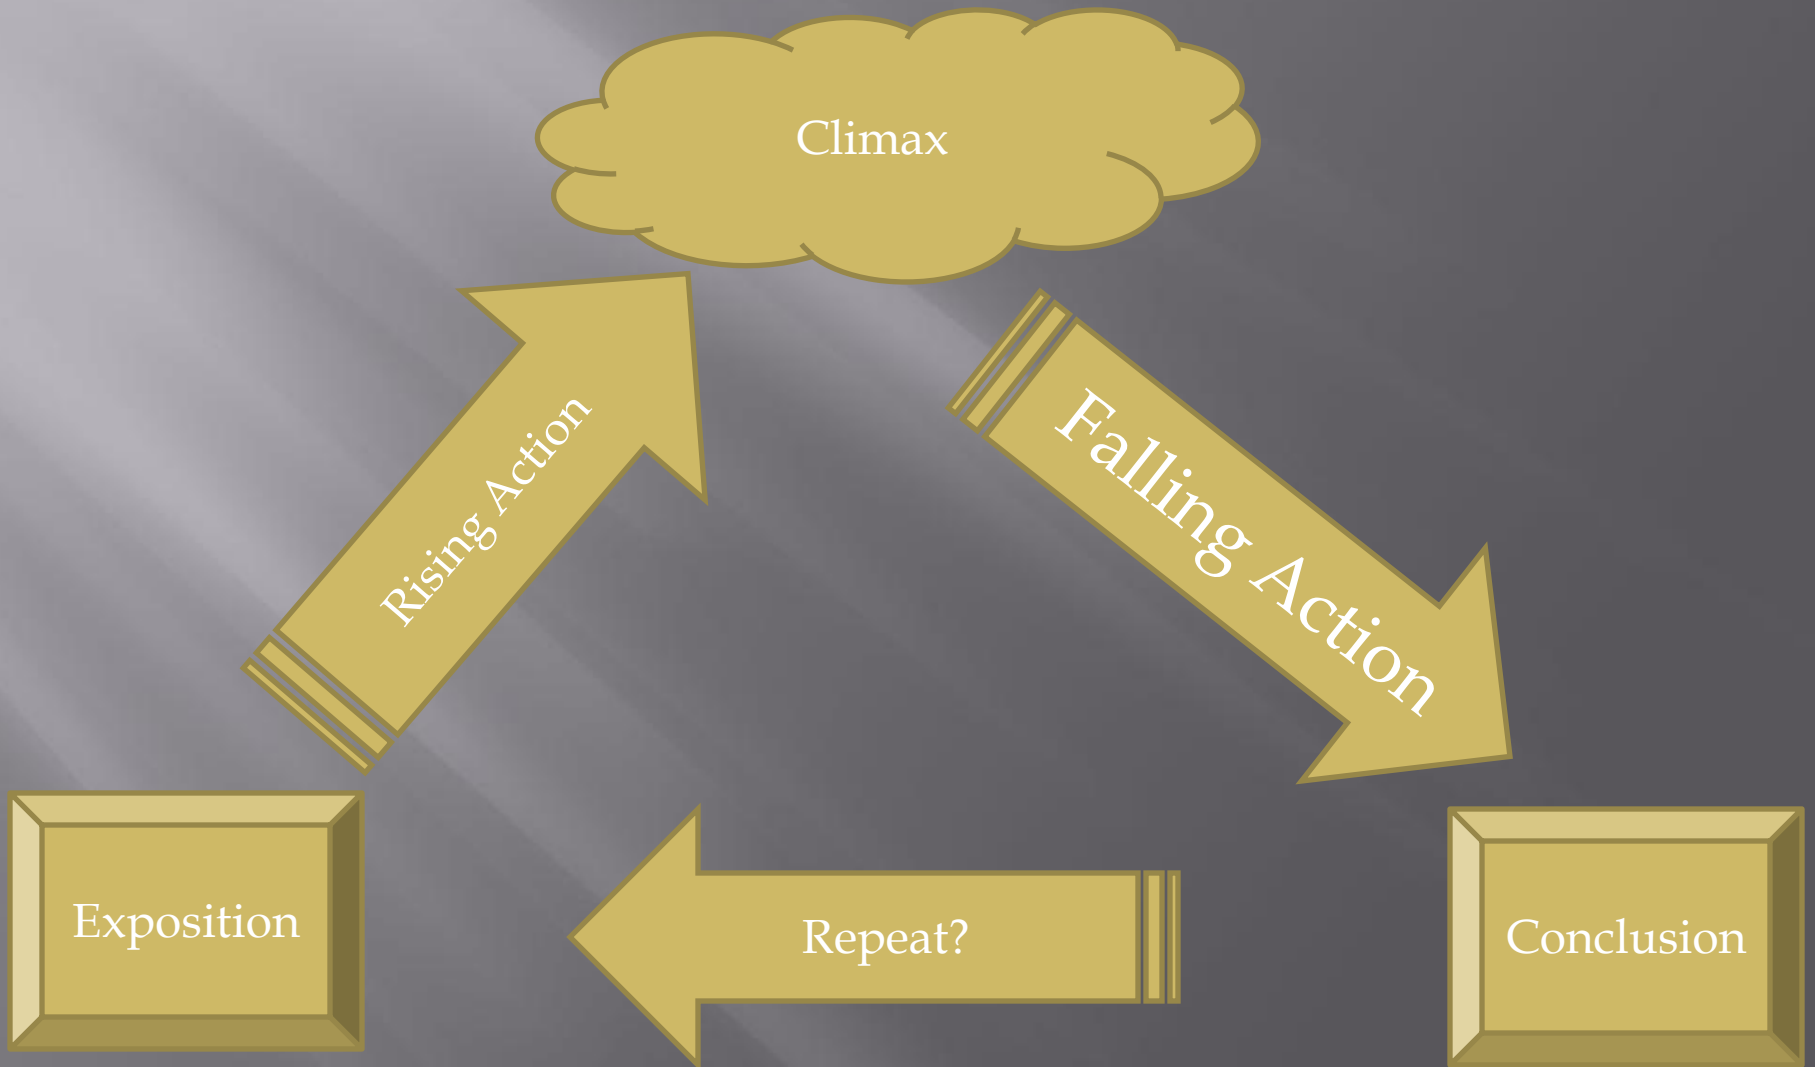 Climax
Rising Action
Falling Action
Exposition
Repeat?
Conclusion